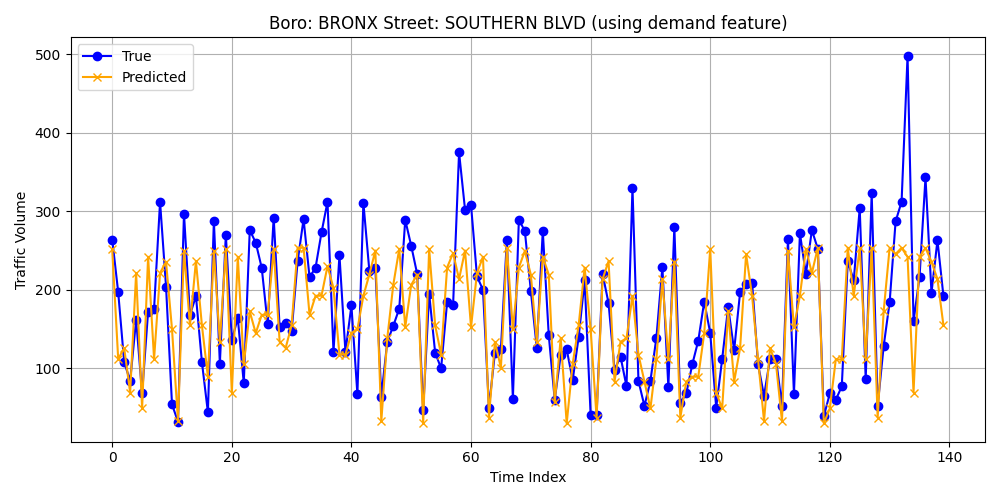 Boro: BRONX Street: SOUTHERN BLVD (using demand feature)
True
Predicted
Traffic Volume
500
400
300
200
100
0
20
40
60
80
100
120
140
Time Index